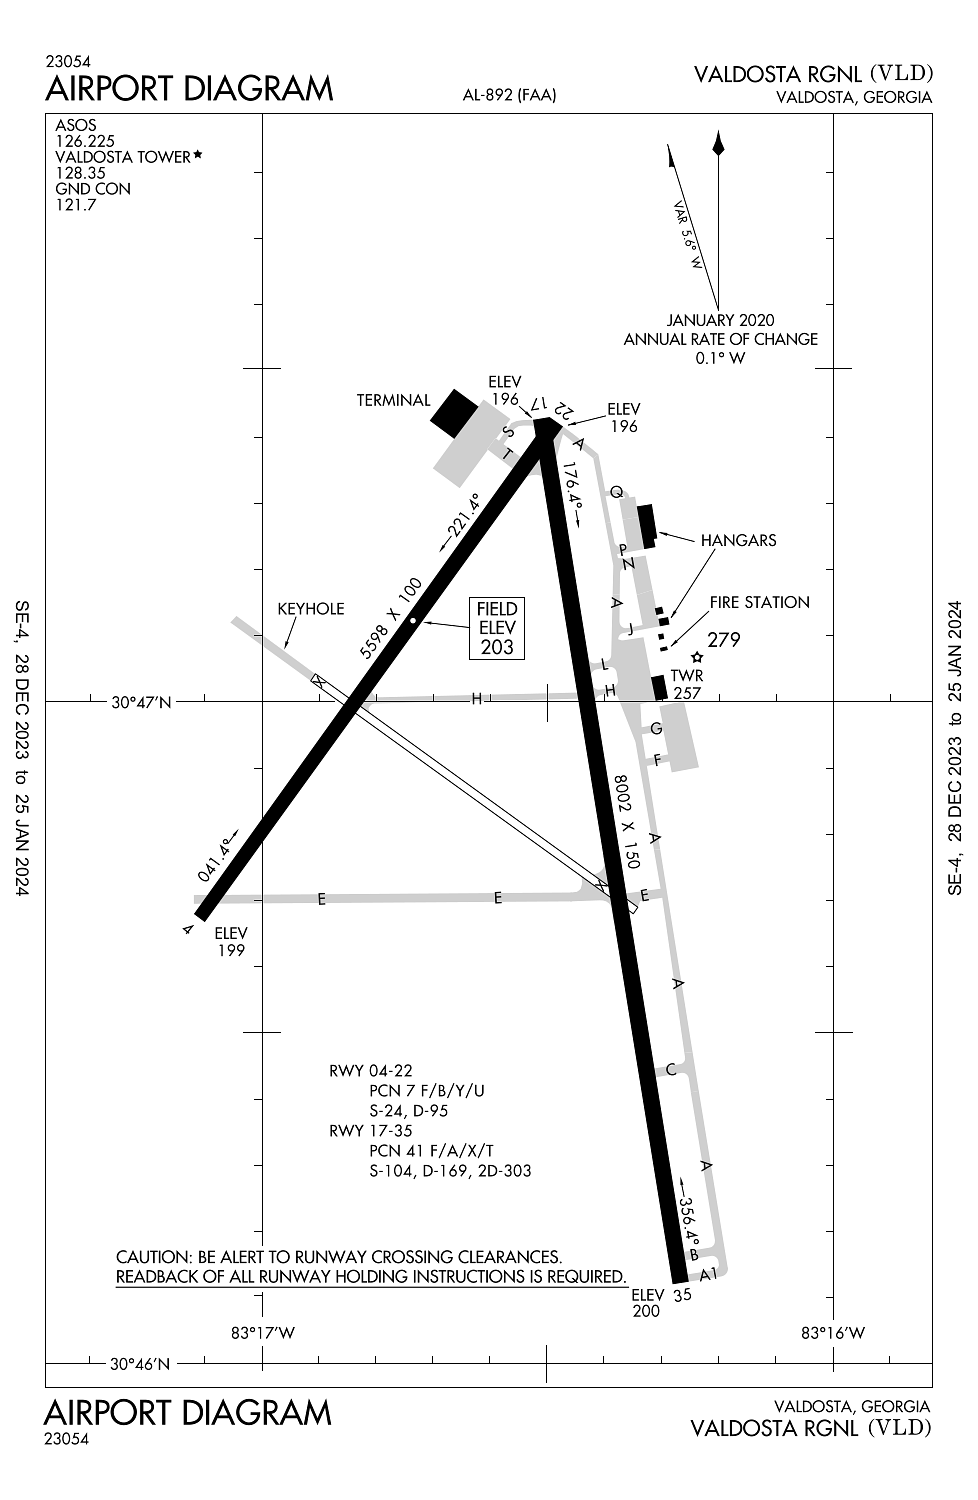 23054
AIRPORT DIAGRAM
AL-892 (FAA)
VALDOSTA RGNL (VLD)
VALDOSTA, GEORGIA
ASOS
126.225
VALDOSTA TOWER★
128.35
GND CON
121.7
VAR 5.6° W
JANUARY 2020
ANNUAL RATE OF CHANGE
0.1° W
TERMINAL
ELEV
196
17
22
ELEV
196
S
T
A
Q
176.4°
221.4°
HANGARS
P
N
KEYHOLE
5598 X 100
FIELD
ELEV
203
A
J
FIRE STATION
279
L
TWR
257
30°47'N
H
H
G
F
8002 X 150
A
041.4°
E
E
E
4
ELEV
199
A
C
RWY 04-22
PCN 7 F/B/Y/U
S-24, D-95
RWY 17-35
PCN 41 F/A/X/T
S-104, D-169, 2D-303
A
356.4°
B
A1
CAUTION: BE ALERT TO RUNWAY CROSSING CLEARANCES.
READBACK OF ALL RUNWAY HOLDING INSTRUCTIONS IS REQUIRED.
ELEV
200
35
83°17'W
83°16'W
30°46'N
SE-4, 28 DEC 2023 to 25 JAN 2024
SE-4, 28 DEC 2023 to 25 JAN 2024
AIRPORT DIAGRAM
23054
VALDOSTA, GEORGIA
VALDOSTA RGNL (VLD)